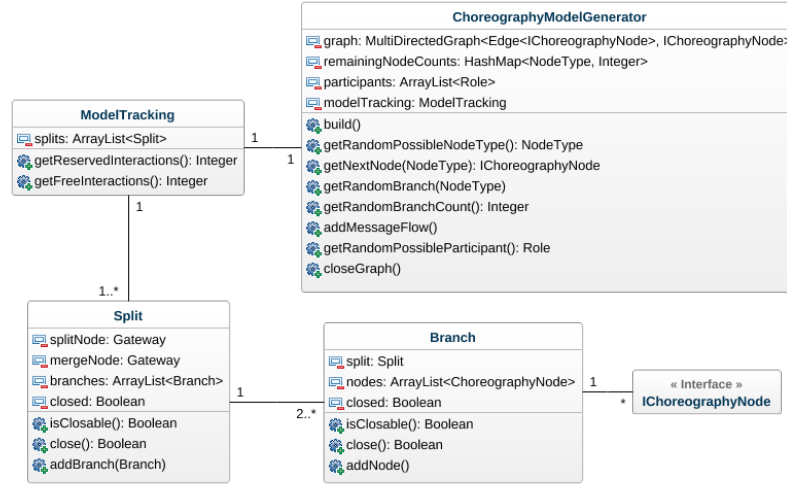 ChoreographyModelGenerator
graph: MultiDirectedGraph<Edge<IChoreographyNode>, IChoreographyNode>
remainingNodeCounts: HashMap<NodeType, Integer>
participants: ArrayList<Role>
modelTracking: ModelTracking
build()
getRandomPossibleNodeType(): NodeType
getNextNode(NodeType): IChoreographyNode
getRandomBranch(NodeType)
getRandomBranchCount(): Integer
addMessageFlow()
getRandomPossibleParticipant(): Role
closeGraph()
ModelTracking
splits: ArrayList<Split>
getReservedInteractions(): Integer
getFreeInteractions(): Integer
1
1
1
1..*
Split
splitNode: Gateway
mergeNode: Gateway
branches: ArrayList<Branch>
closed: Boolean
isClosable(): Boolean
close(): Boolean
addBranch(Branch)
1
2..*
Branch
split: Split
nodes: ArrayList<ChoreographyNode>
closed: Boolean
isClosable(): Boolean
close(): Boolean
addNode()
1
*
« Interface »
IChoreographyNode